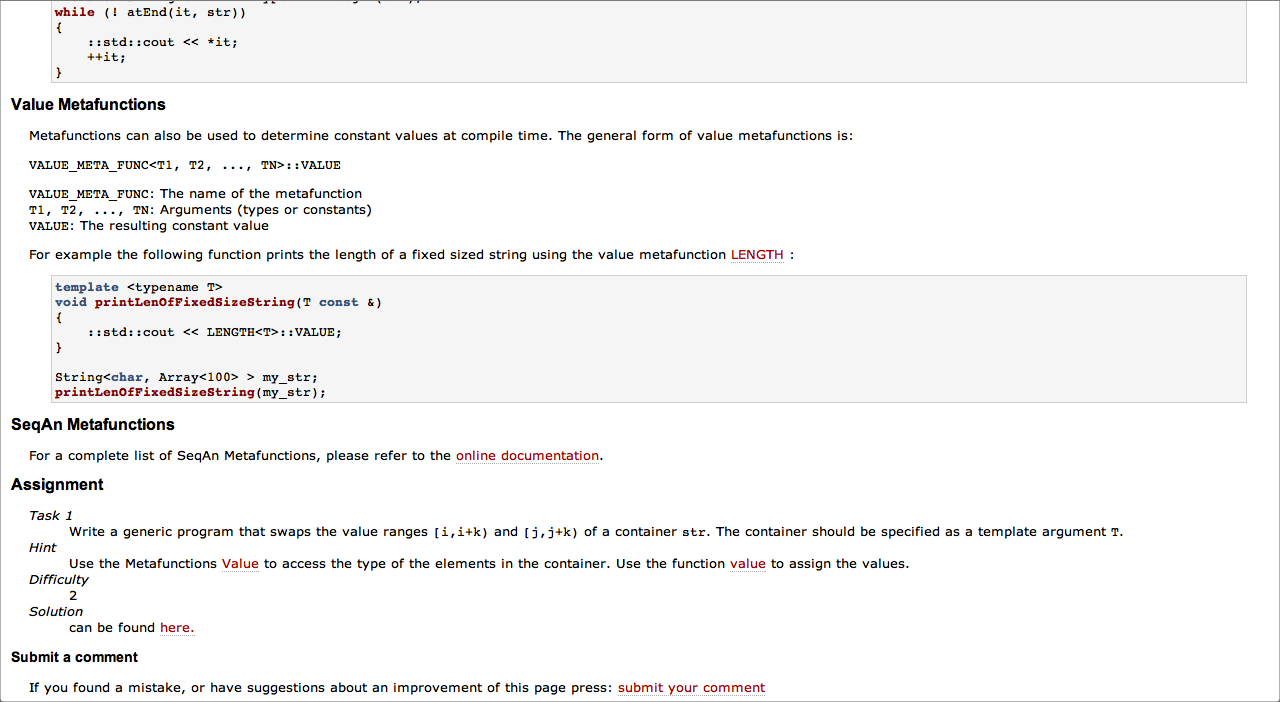 while (! atEnd(it, str))
{
    ::std::cout << *it;
    ++it;
}
Value Metafunctions
Metafunctions can also be used to determine constant values at compile time. The general form of value metafunctions is:
VALUE_META_FUNC<T1, T2, ..., TN>::VALUE
VALUE_META_FUNC: The name of the metafunction
T1, T2, ..., TN: Arguments (types or constants)
VALUE: The resulting constant value
For example the following function prints the length of a fixed sized string using the value metafunction LENGTH :
template <typename T>
void printLenOfFixedSizeString(T const &)
{
    ::std::cout << LENGTH<T>::VALUE;
}
String<char, Array<100> > my_str;
printLenOfFixedSizeString(my_str);
SeqAn Metafunctions
For a complete list of SeqAn Metafunctions, please refer to the online documentation.
Assignment
Task 1
Write a generic program that swaps the value ranges [i,i+k) and [j,j+k) of a container str. The container should be specified as a template argument T.
Hint
Use the Metafunctions Value to access the type of the elements in the container. Use the function value to assign the values.
Difficulty
2
Solution
can be found here.
Submit a comment
If you found a mistake, or have suggestions about an improvement of this page press: submit your comment